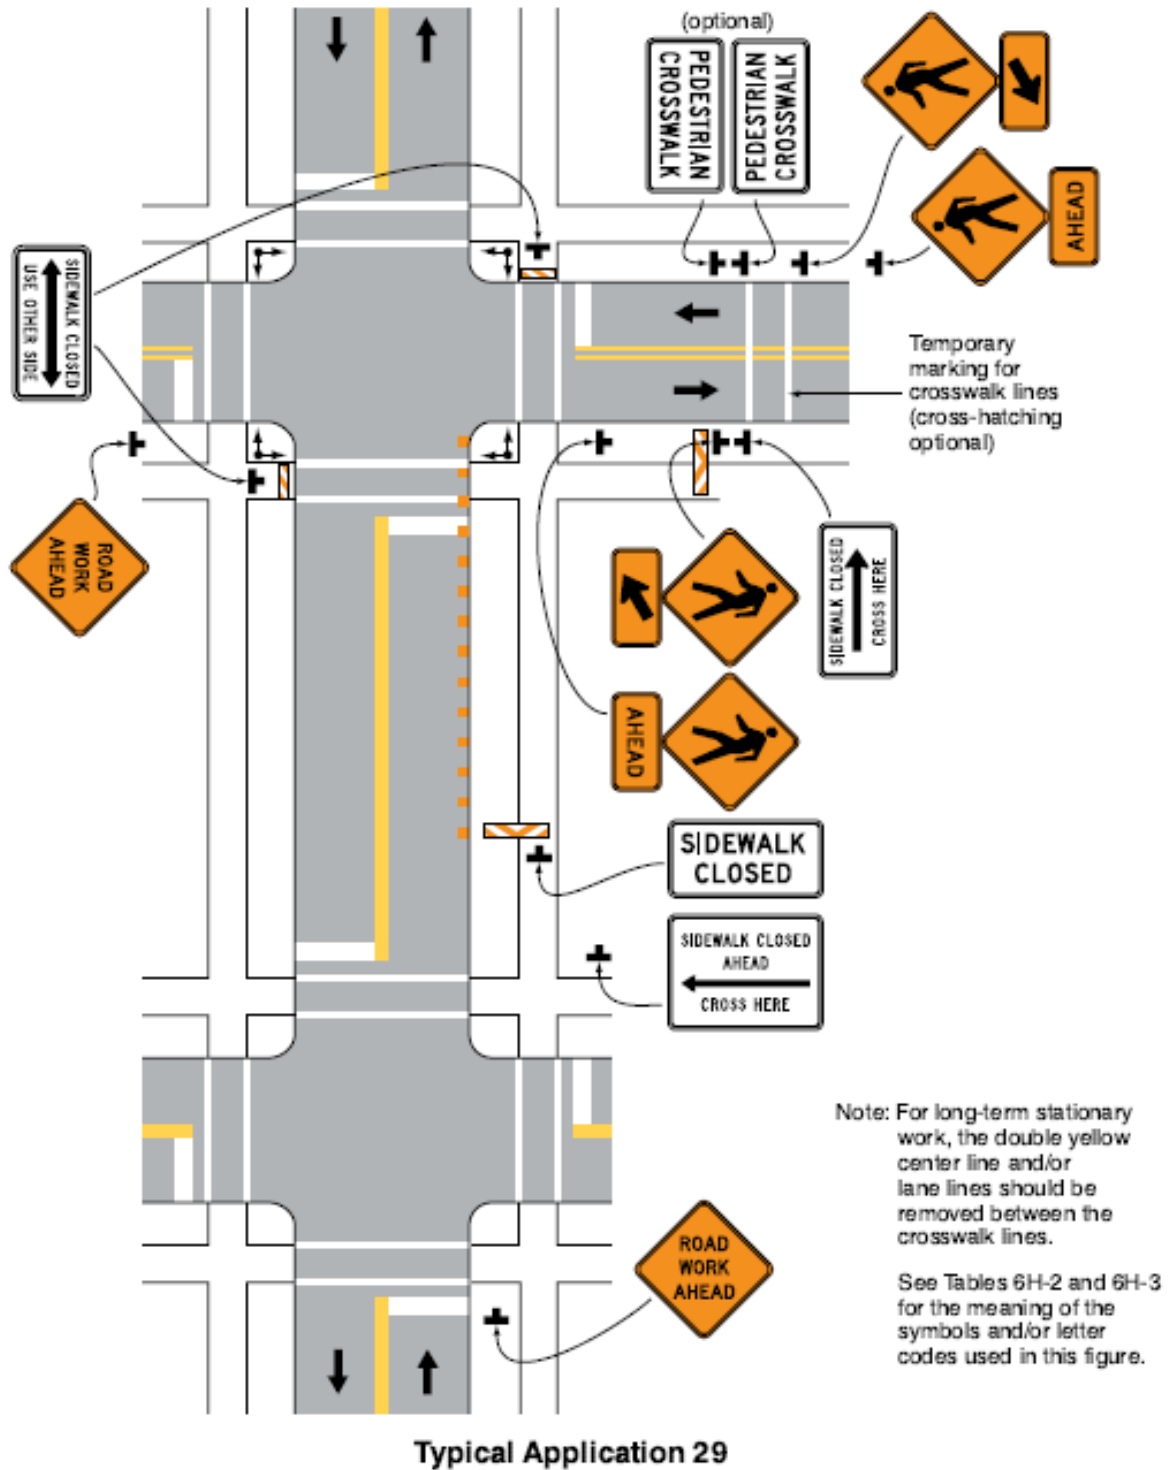 (optional)
PEDESTRIAN
CROSSWALK
PEDESTRIAN
CROSSWALK
AHEAD
SIDEWALK CLOSED
USE OTHER SIDE
Temporary
marking for
crosswalk lines
(cross-hatching
optional)
ROAD
WORK
AHEAD
SIDEWALK CLOSED
CROSS HERE
AHEAD
SIDEWALK
CLOSED
SIDEWALK CLOSED
AHEAD
CROSS HERE
Note: For long-term stationary
work, the double yellow
center line and/or
lane lines should be
removed between the
crosswalk lines.
See Tables 6H-2 and 6H-3
for the meaning of the
symbols and/or letter
codes used in this figure.
ROAD
WORK
AHEAD
Typical Application 29